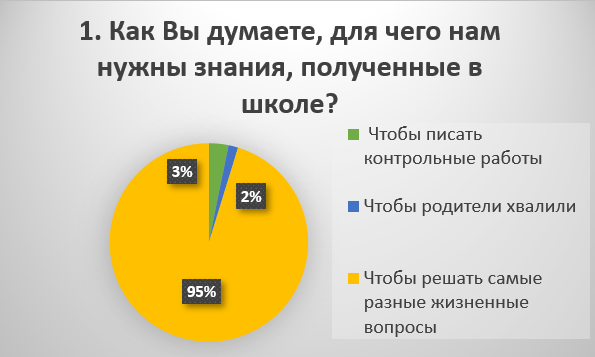 1. Как Вы думаете, для чего нам
нужны знания, полученные в
школе?
3%
2%
95%
Чтобы писать
контрольные работы
Чтобы родители хвалили
Чтобы решать самые
разные жизненные
вопросы